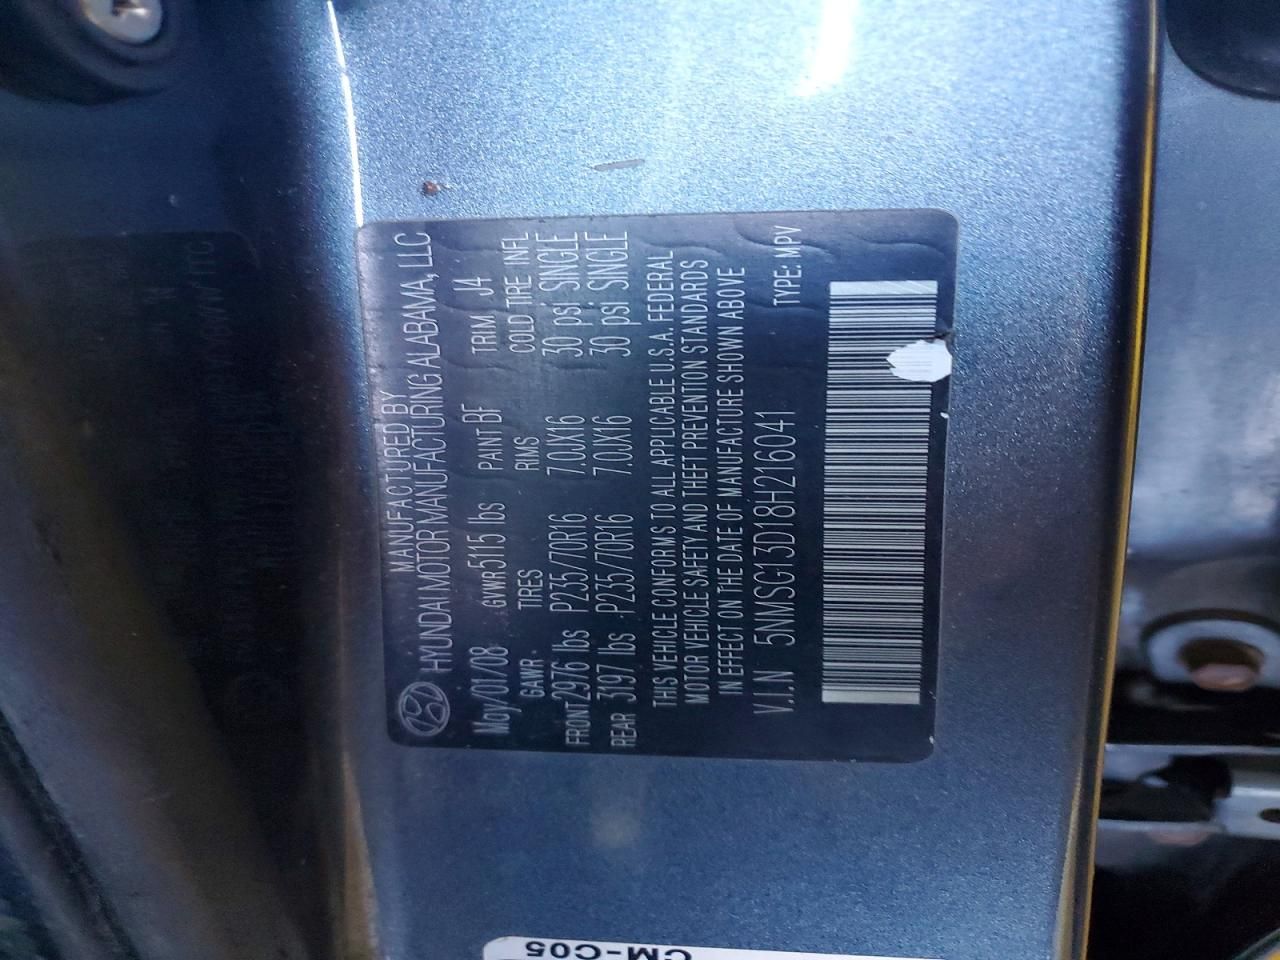 MANUFACTURED BY
HYUNDAI MOTOR MANUFACTURING ALABAMA, LLC
May/01/08 GVWR 5115 lbs PAINT BF TRIM J4
GAWR TIRES RIMS COLD TIRE INFL
FRONT 2976 lbs P235/70R16 7.0JX16 30 psi SINGLE
REAR 3197 lbs P235/70R16 7.0JX16 30 psi SINGLE
THIS VEHICLE CONFORMS TO ALL APPLICABLE U.S.A. FEDERAL
MOTOR VEHICLE SAFETY AND THEFT PREVENTION STANDARDS
IN EFFECT ON THE DATE OF MANUFACTURE SHOWN ABOVE
V.I.N 5NMSG13D18H216041 TYPE: MPV
CM-C05